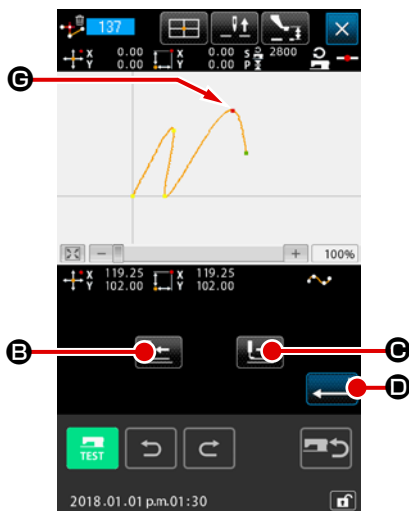 137
X 0.00 X 0.00 S 2800
Y 0.00 Y 0.00 P
G
100%
X 119.25 X 119.25
Y 102.00 Y 102.00
B
C
D
TEST
2018.01.01 p.m.01:30